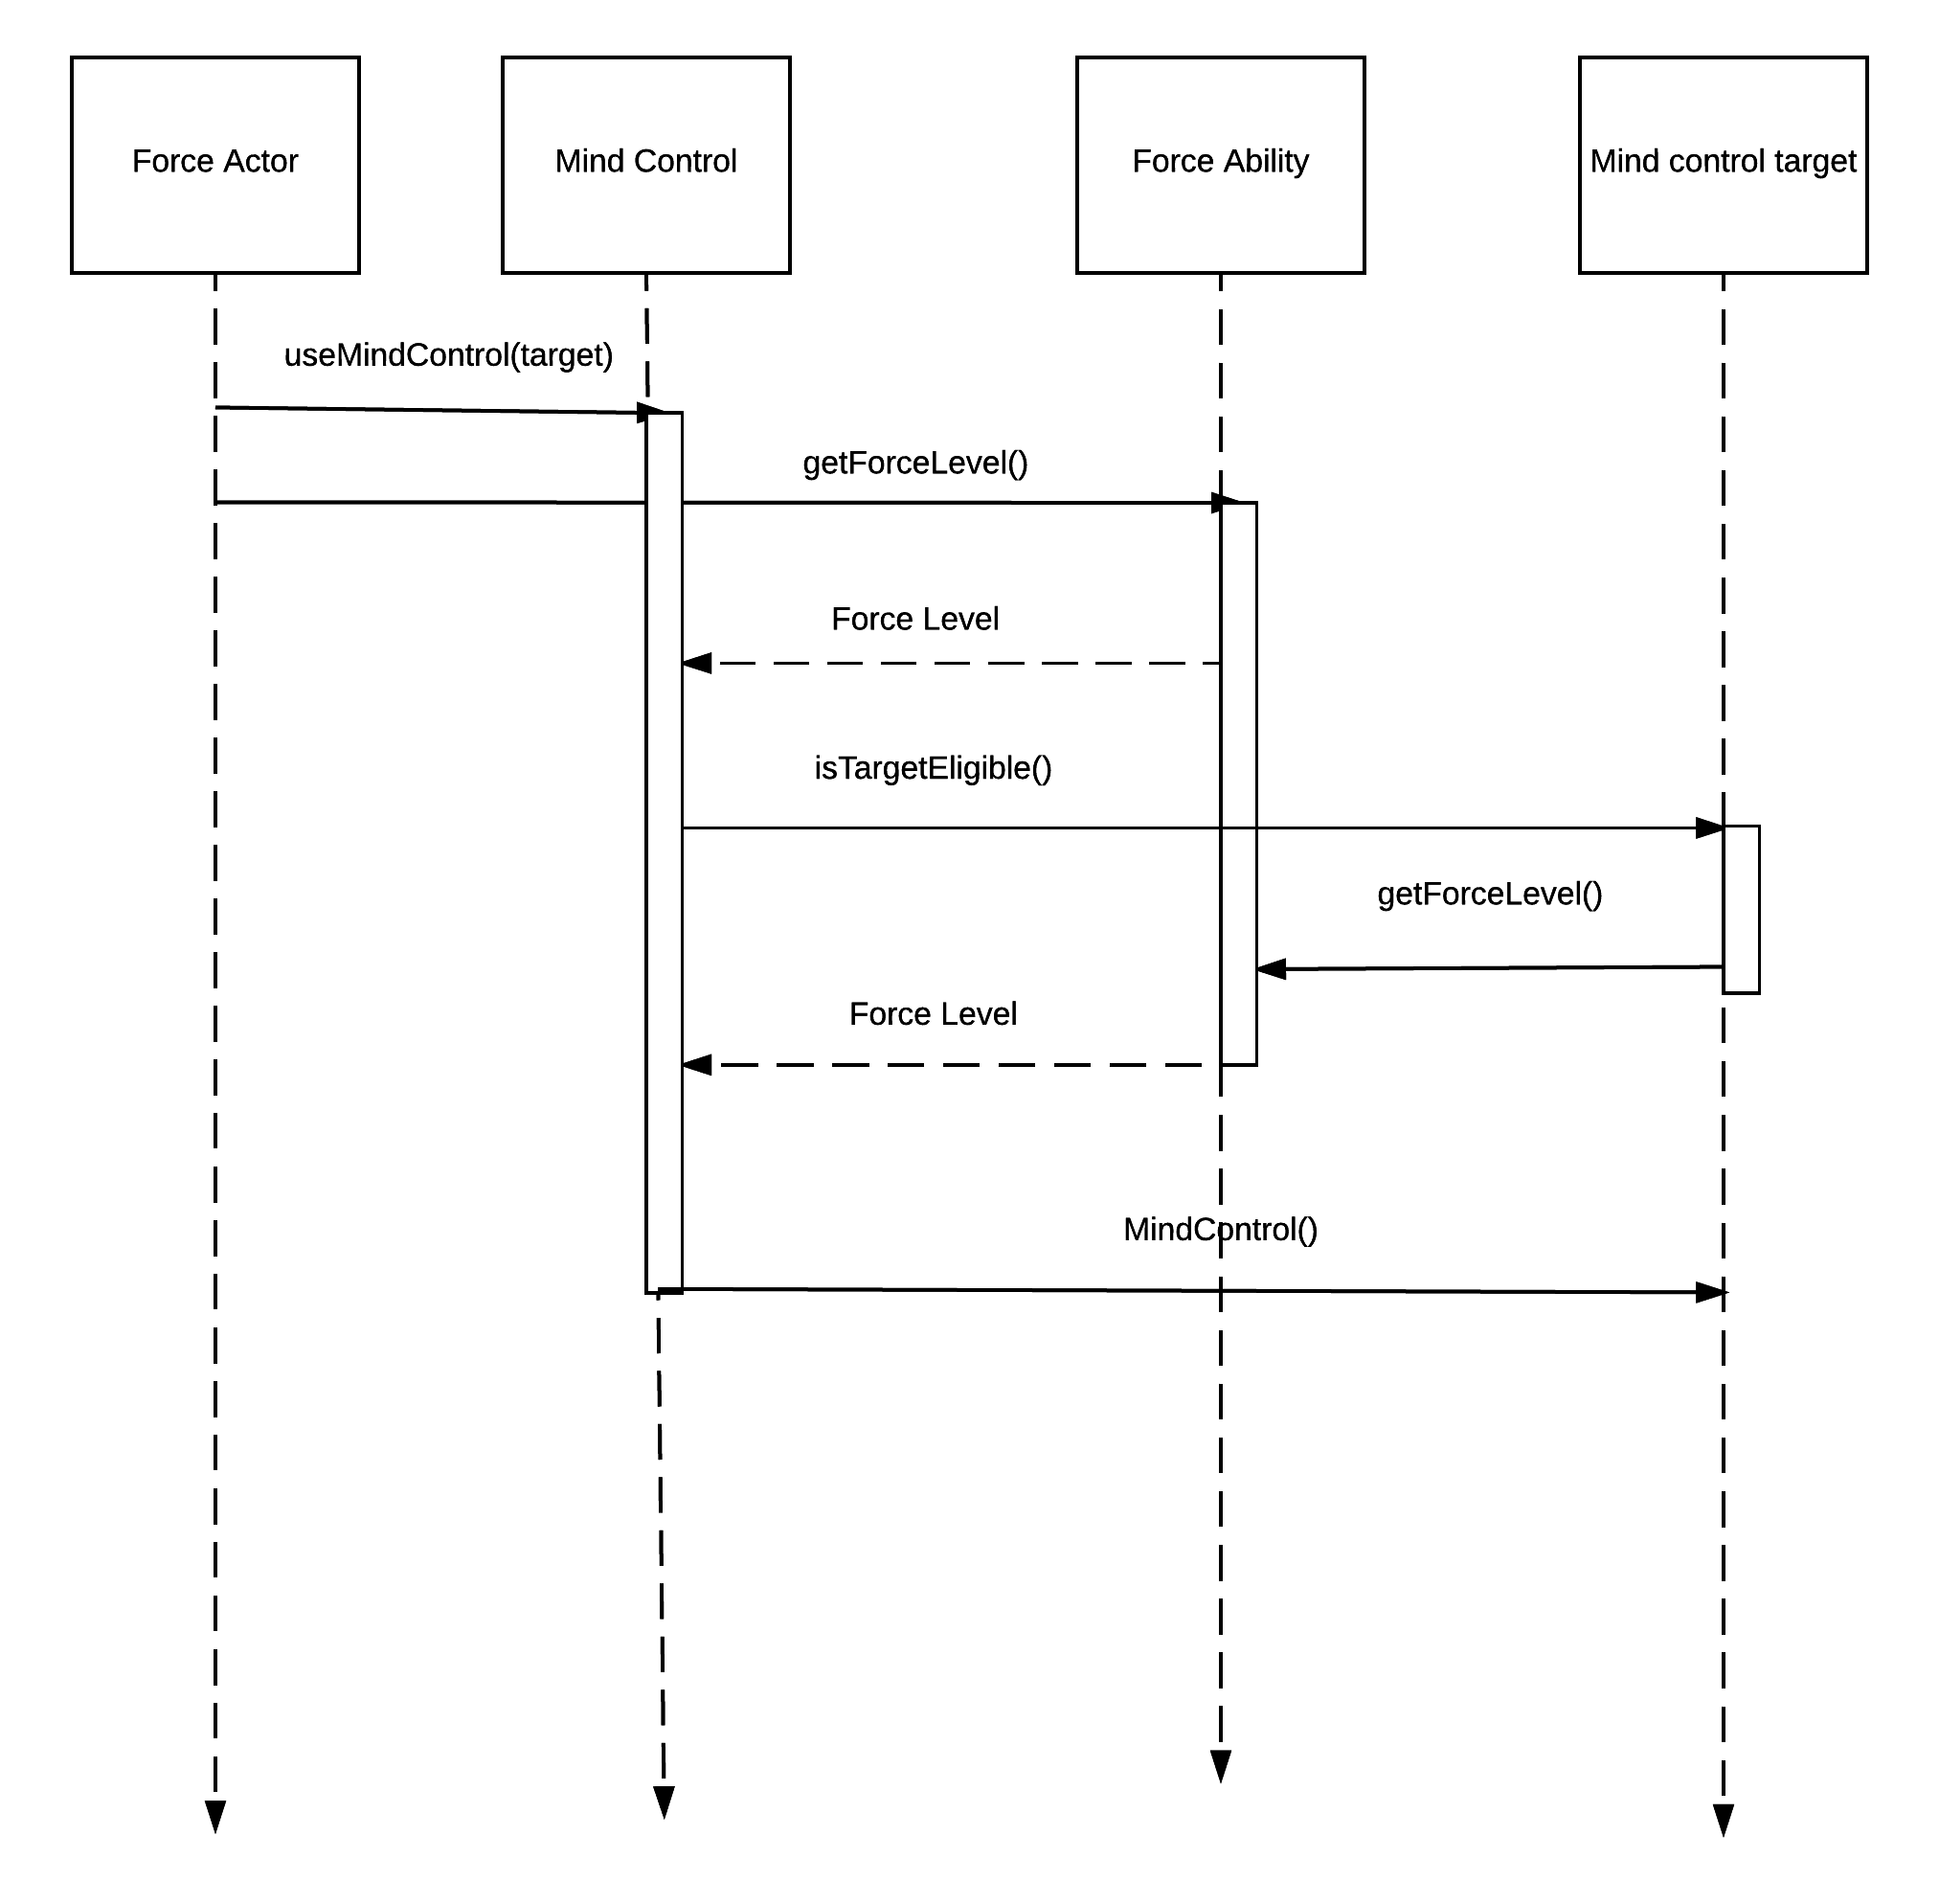 Force Actor
Mind Control
Force Ability
Mind control target
useMindControl(target)
getForceLevel()
Force Level
isTargetEligible()
getForceLevel()
Force Level
MindControl()